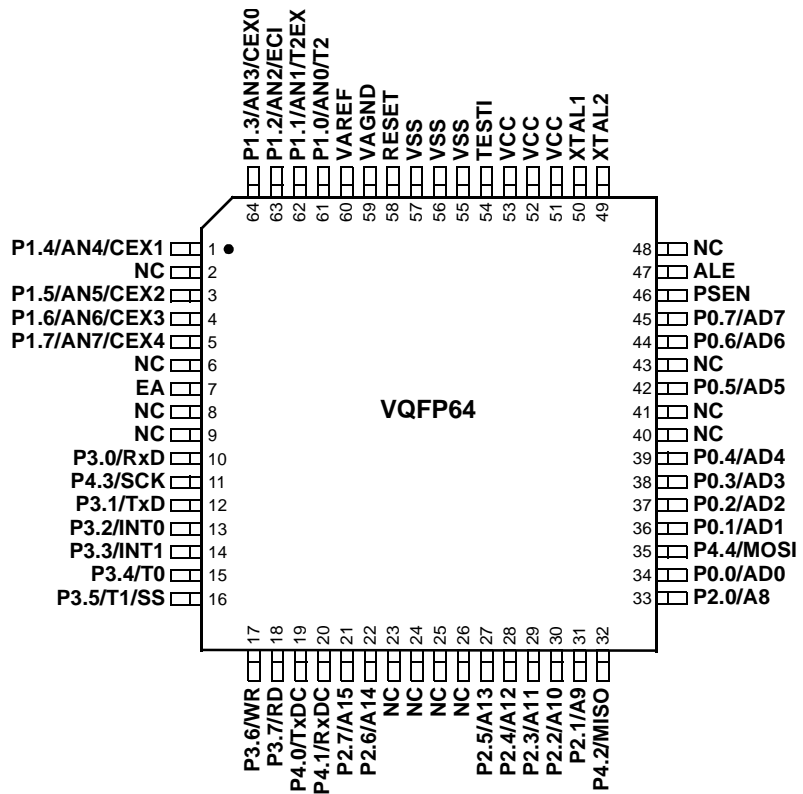 P1.3/AN3/CEX0
P1.2/AN2/ECI
P1.1/AN1/T2EX
P1.0/AN0/T2
VAREF
VAGND
RESET
VSS
VSS
VSS
TESTI
VCC
VCC
VCC
XTAL1
XTAL2
64
63
62
61
60
59
58
57
56
55
54
53
52
51
50
49
P1.4/AN4/CEX1 1
NC 2
P1.5/AN5/CEX2 3
P1.6/AN6/CEX3 4
P1.7/AN7/CEX4 5
NC 6
EA 7
NC 8
NC 9
P3.0/RxD 10
P4.3/SCK 11
P3.1/TxD 12
P3.2/INT0 13
P3.3/INT1 14
P3.4/T0 15
P3.5/T1/SS 16
VQFP64
48 NC
47 ALE
46 PSEN
45 P0.7/AD7
44 P0.6/AD6
43 NC
42 P0.5/AD5
41 NC
40 NC
39 P0.4/AD4
38 P0.3/AD3
37 P0.2/AD2
36 P0.1/AD1
35 P4.4/MOSI
34 P0.0/AD0
33 P2.0/A8
17
18
19
20
21
22
23
24
25
26
27
28
29
30
31
32
P3.6/WR
P3.7/RD
P4.0/TxDC
P4.1/RxDC
P2.7/A15
P2.6/A14
NC
NC
NC
NC
P2.5/A13
P2.4/A12
P2.3/A11
P2.2/A10
P2.1/A9
P4.2/MISO